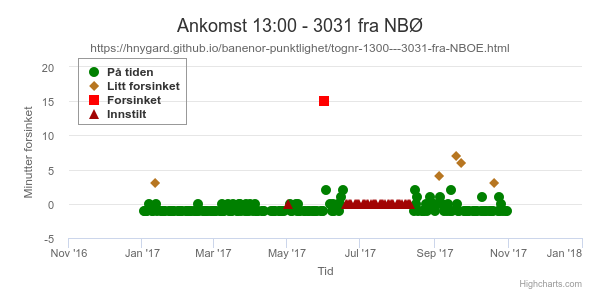 Ankomst 13:00 - 3031 fra NBØ
https://hnygard.github.io/banenor-punktlighet/tognr-1300---3031-fra-NBOE.html
På tiden
Litt forsinket
Forsinket
Innstilt
Minutter forsinket
20
15
10
5
0
-5
Nov '16
Jan '17
Mar '17
May '17
Jul '17
Sep '17
Nov '17
Jan '18
Tid
Highcharts.com